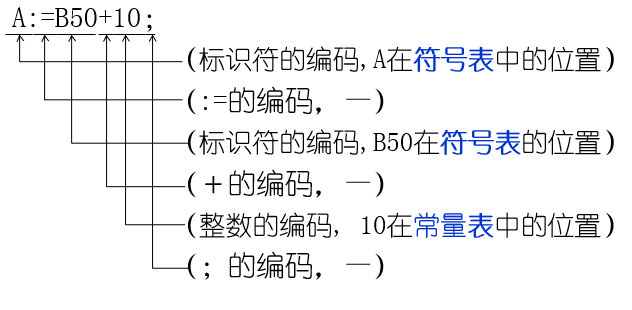 A:=B50+10;
(标识符的编码,A在符号表中的位置)
(:=的编码, —)
(标识符的编码,B50在符号表的位置)
(+的编码, —)
(整数的编码, 10在常量表中的位置)
(; 的编码, —)